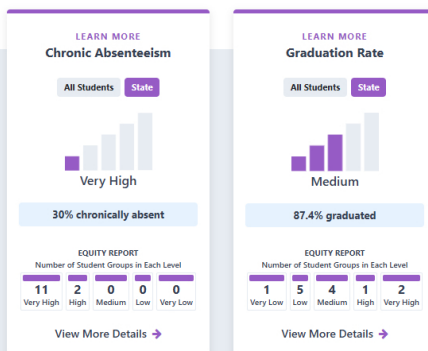 LEARN MORE
Chronic Absenteeism
All Students State
Very High
30% chronically absent
EQUITY REPORT
Number of Student Groups in Each Level
11 2 0 0 0
Very High High Medium Low Very Low
View More Details →
LEARN MORE
Graduation Rate
All Students State
Medium
87.4% graduated
EQUITY REPORT
Number of Student Groups in Each Level
1 5 4 1 2
Very Low Low Medium High Very High
View More Details →